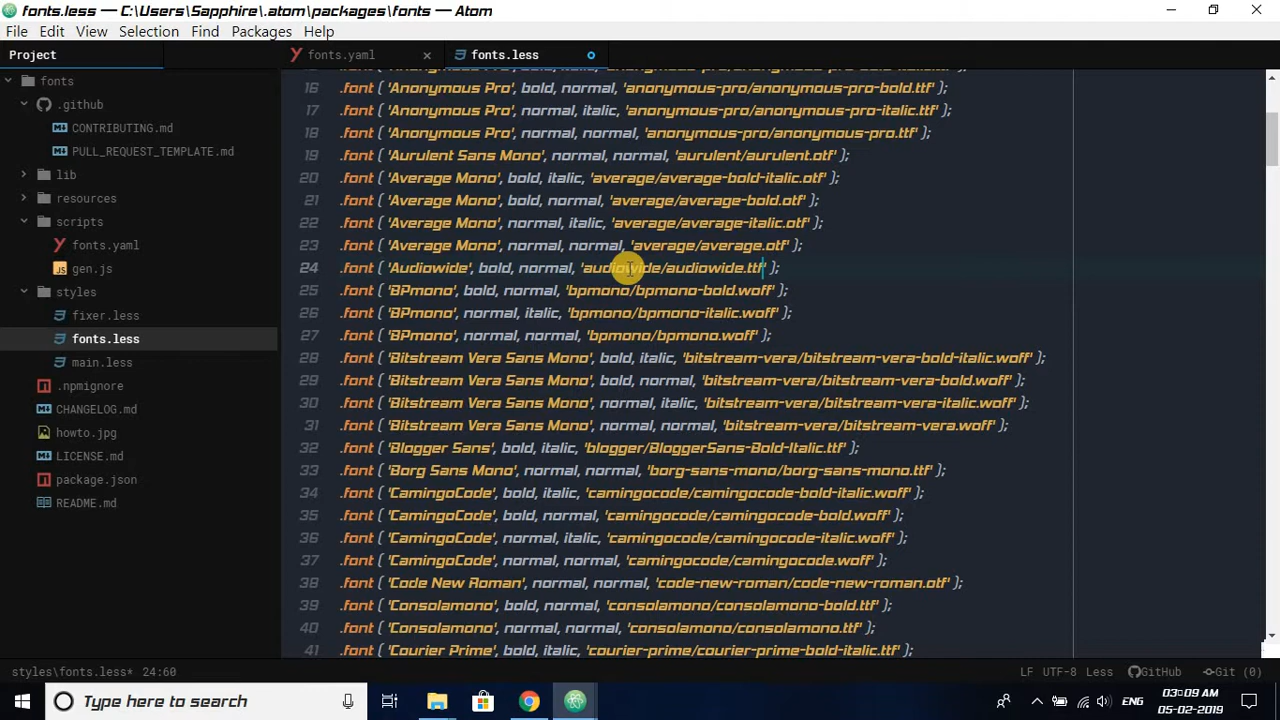 fonts.less — C:\Users\Sapphire\.atom\packages\fonts — Atom
File Edit View Selection Find Packages Help
Project
fonts.yaml
fonts.less
fonts
.github
CONTRIBUTING.md
PULL_REQUEST_TEMPLATE.md
lib
resources
scripts
fonts.yaml
gen.js
styles
fixer.less
fonts.less
main.less
.npmignore
CHANGELOG.md
howto.jpg
LICENSE.md
package.json
README.md
16 .font ( 'Anonymous Pro', bold, normal, 'anonymous-pro/anonymous-pro-bold.ttf' );
17 .font ( 'Anonymous Pro', normal, italic, 'anonymous-pro/anonymous-pro-italic.ttf' );
18 .font ( 'Anonymous Pro', normal, normal, 'anonymous-pro/anonymous-pro.ttf' );
19 .font ( 'Aurulent Sans Mono', normal, normal, 'aurulent/aurulent.otf' );
20 .font ( 'Average Mono', bold, italic, 'average/average-bold-italic.otf' );
21 .font ( 'Average Mono', bold, normal, 'average/average-bold.otf' );
22 .font ( 'Average Mono', normal, italic, 'average/average-italic.otf' );
23 .font ( 'Average Mono', normal, normal, 'average/average.otf' );
24 .font ( 'Audiowide', bold, normal, 'audiowide/audiowide.ttf' );
25 .font ( 'BPmono', bold, normal, 'bpmono/bpmono-bold.woff' );
26 .font ( 'BPmono', normal, italic, 'bpmono/bpmono-italic.woff' );
27 .font ( 'BPmono', normal, normal, 'bpmono/bpmono.woff' );
28 .font ( 'Bitstream Vera Sans Mono', bold, italic, 'bitstream-vera/bitstream-vera-bold-italic.woff' );
29 .font ( 'Bitstream Vera Sans Mono', bold, normal, 'bitstream-vera/bitstream-vera-bold.woff' );
30 .font ( 'Bitstream Vera Sans Mono', normal, italic, 'bitstream-vera/bitstream-vera-italic.woff' );
31 .font ( 'Bitstream Vera Sans Mono', normal, normal, 'bitstream-vera/bitstream-vera.woff' );
32 .font ( 'Blogger Sans', bold, italic, 'blogger/BloggerSans-Bold-Italic.ttf' );
33 .font ( 'Borg Sans Mono', normal, normal, 'borg-sans-mono/borg-sans-mono.ttf' );
34 .font ( 'CamingoCode', bold, italic, 'camingocode/camingocode-bold-italic.woff' );
35 .font ( 'CamingoCode', bold, normal, 'camingocode/camingocode-bold.woff' );
36 .font ( 'CamingoCode', normal, italic, 'camingocode/camingocode-italic.woff' );
37 .font ( 'CamingoCode', normal, normal, 'camingocode/camingocode.woff' );
38 .font ( 'Code New Roman', normal, normal, 'code-new-roman/code-new-roman.otf' );
39 .font ( 'Consolamono', bold, normal, 'consolamono/consolamono-bold.ttf' );
40 .font ( 'Consolamono', normal, normal, 'consolamono/consolamono.ttf' );
41 .font ( 'Courier Prime', bold, italic, 'courier-prime/courier-prime-bold-italic.ttf' );
styles\fonts.less* 24:60
LF UTF-8 Less GitHub Git (0)
Type here to search
ENG
03:09 AM
05-02-2019